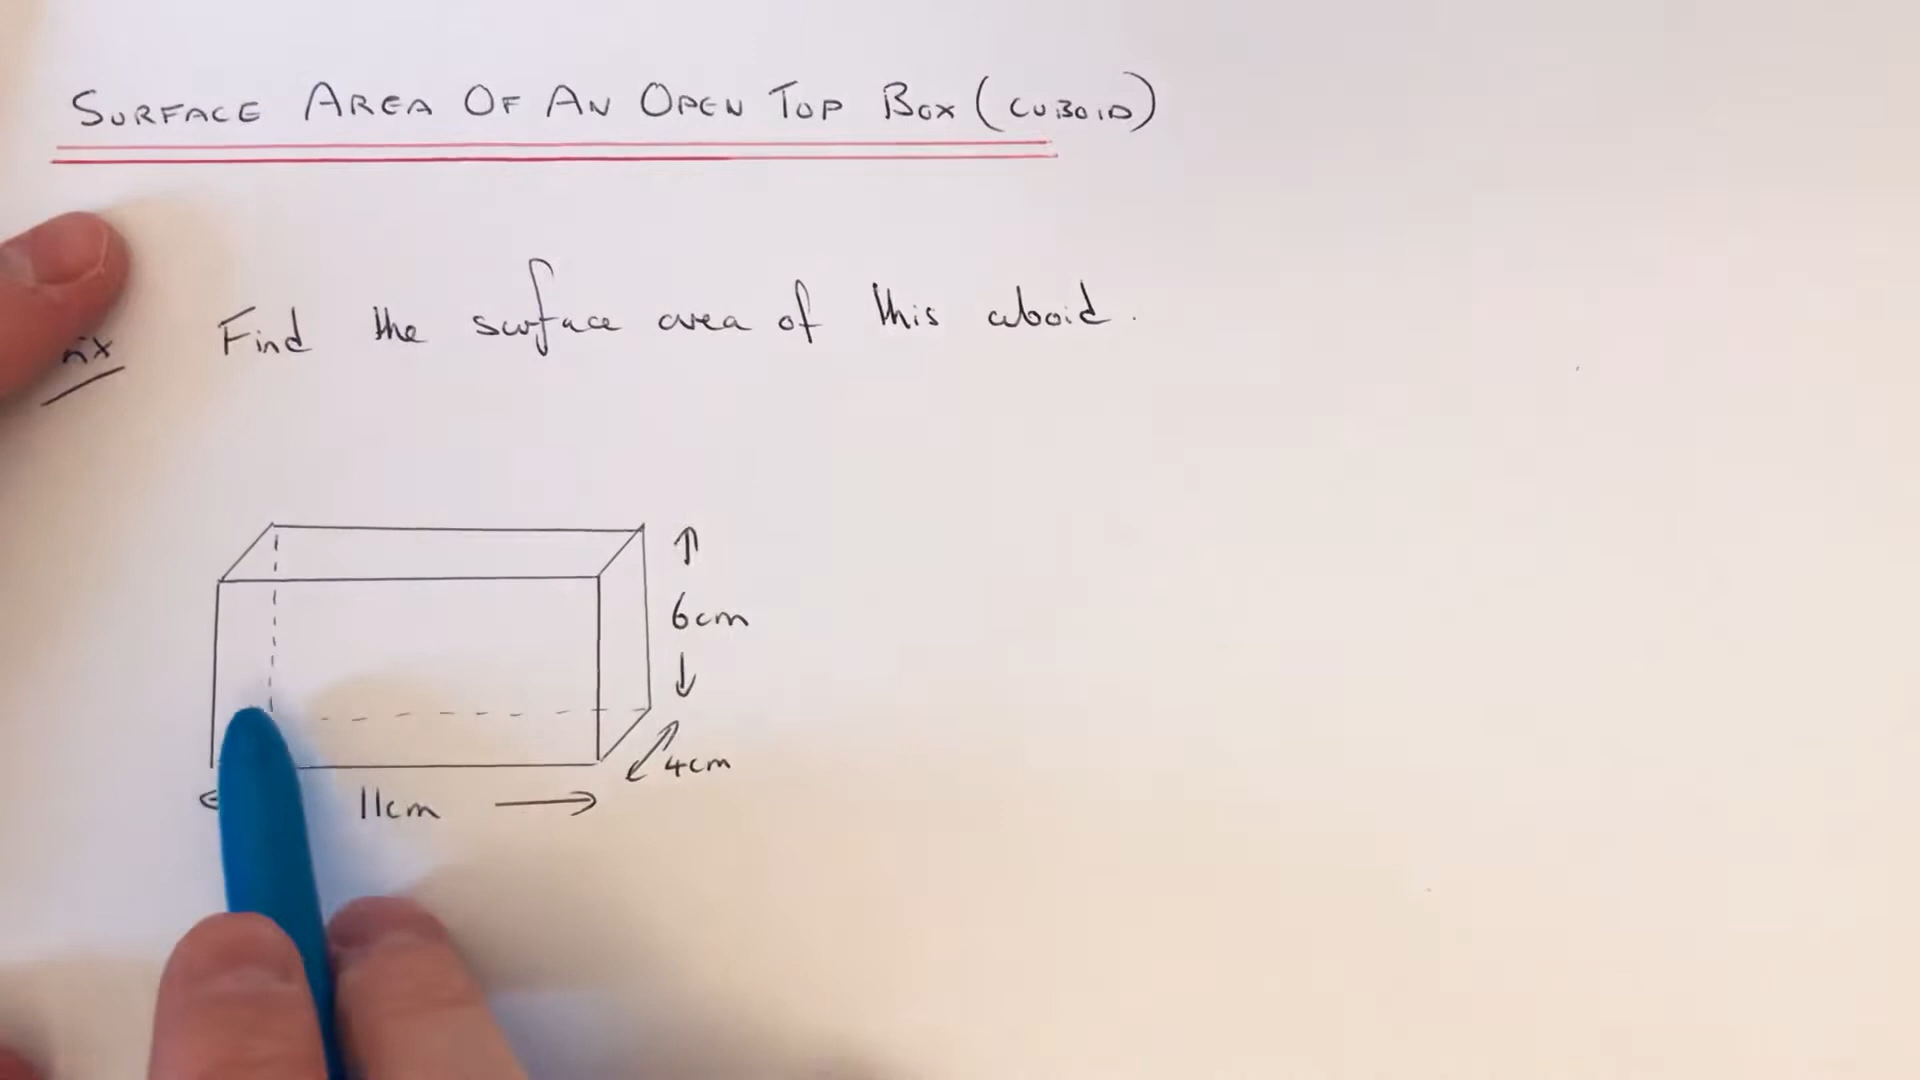 SURFACE AREA OF AN OPEN TOP BOX (CUBOID)
Find the surface area of this cuboid.
6cm
4cm
11cm